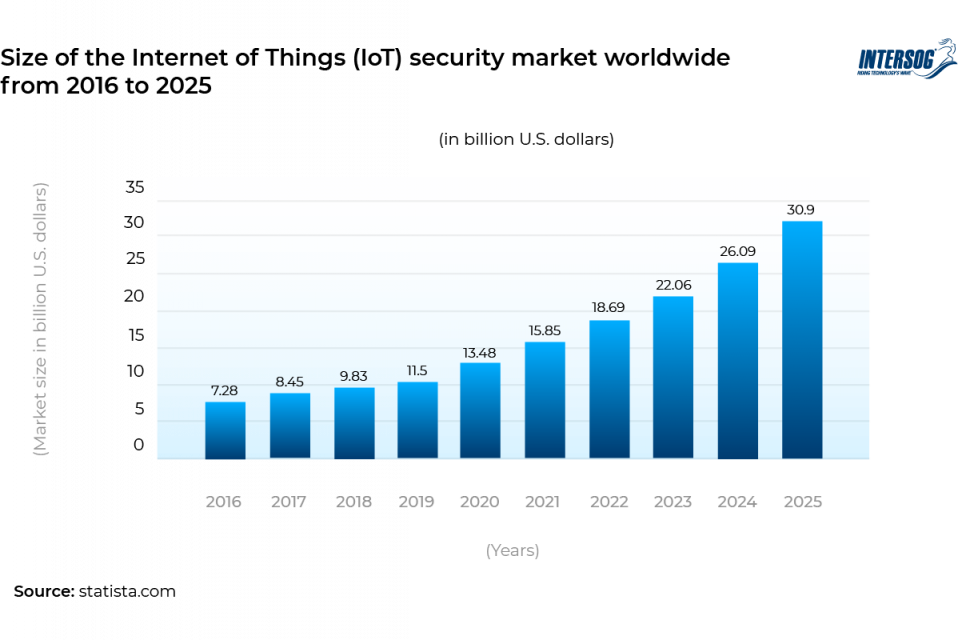 Size of the Internet of Things (IoT) security market worldwide
from 2016 to 2025
INTERSOG
RIDING TECHNOLOGY'S WAVE
(in billion U.S. dollars)
(Market size in billion U.S. dollars)
35
30
25
20
15
10
5
0
7.28
8.45
9.83
11.5
13.48
15.85
18.69
22.06
26.09
30.9
2016 2017 2018 2019 2020 2021 2022 2023 2024 2025
(Years)
Source: statista.com